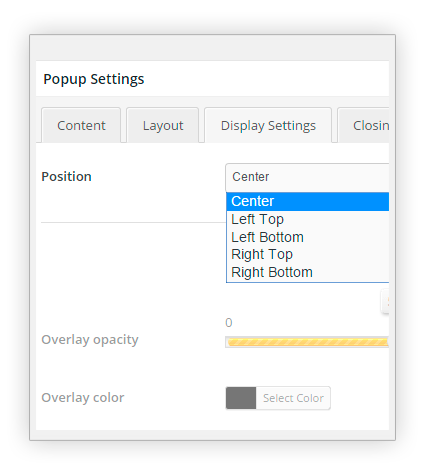 Popup Settings
Content Layout Display Settings Closin
Position Center
Center
Left Top
Left Bottom
Right Top
Right Bottom
0
Overlay opacity
Overlay color Select Color